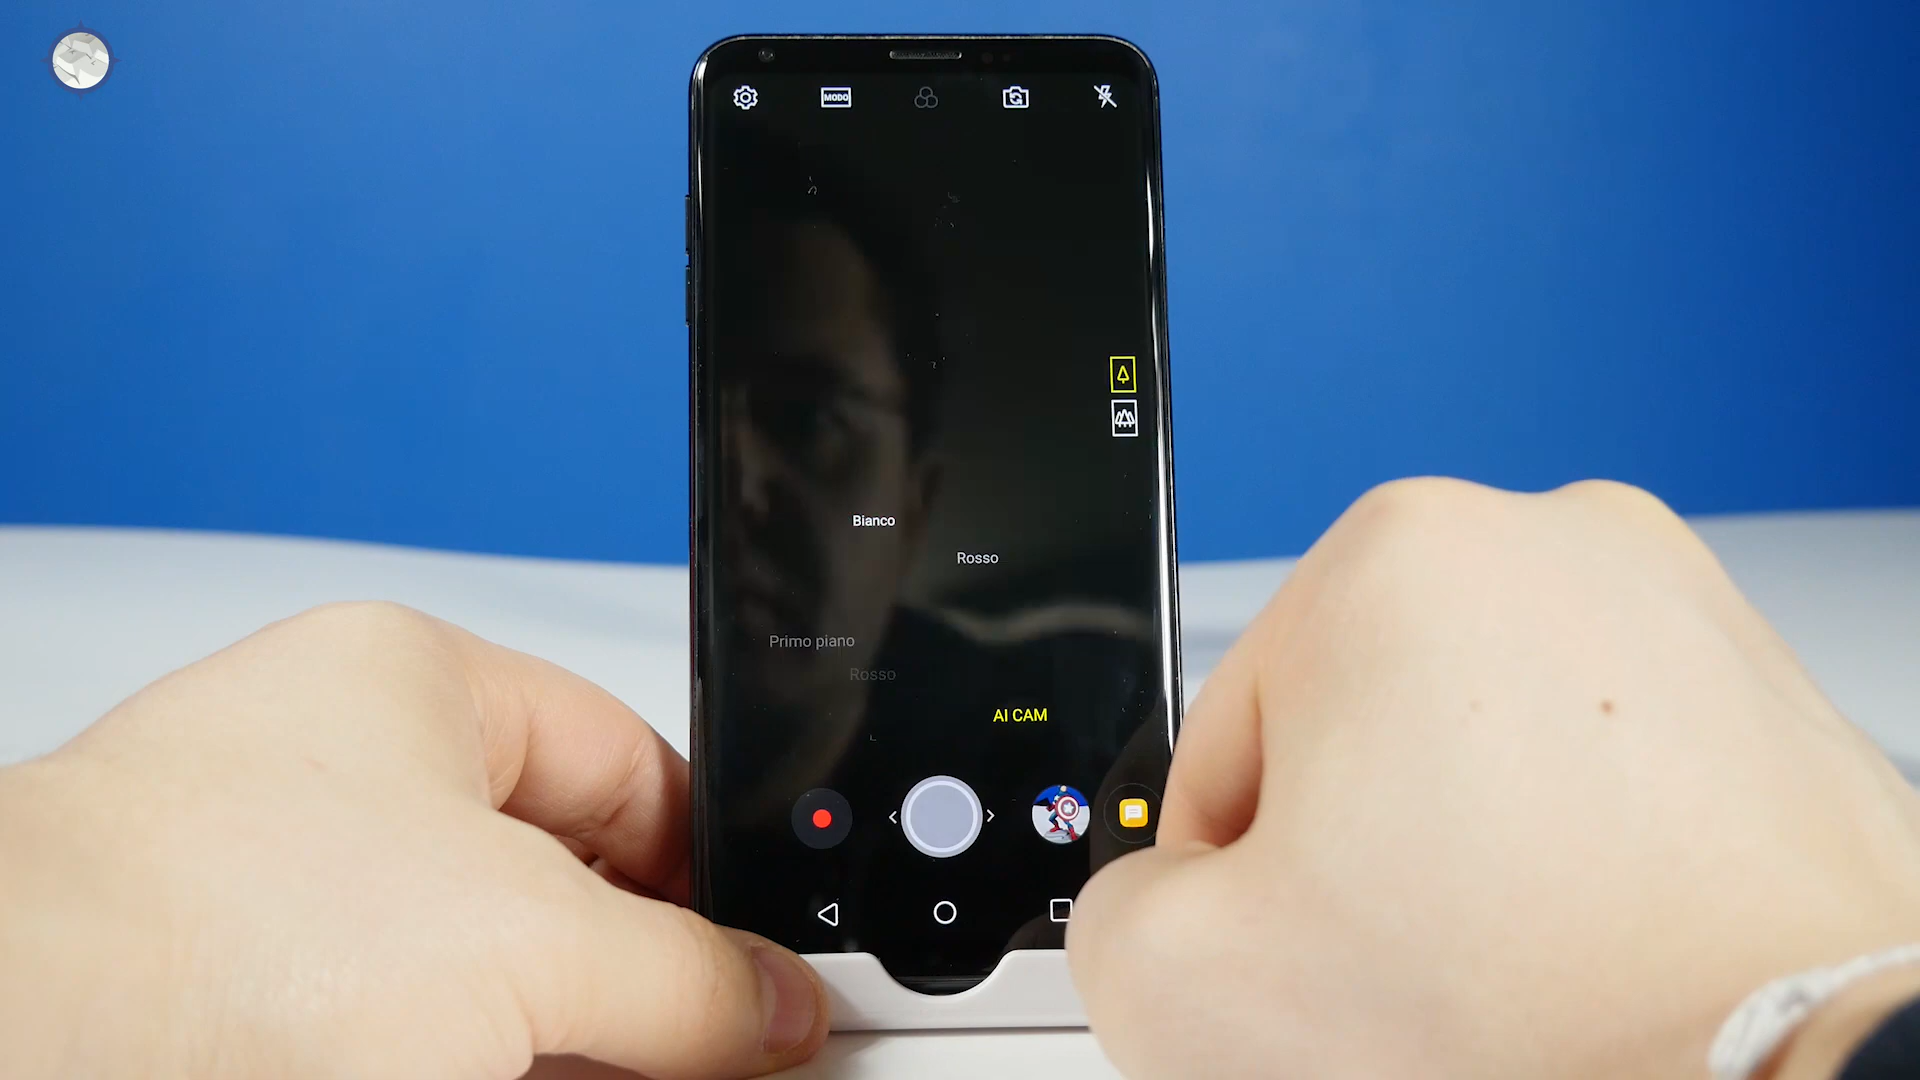 MODO
Bianco
Rosso
Primo piano
Rosso
AI CAM